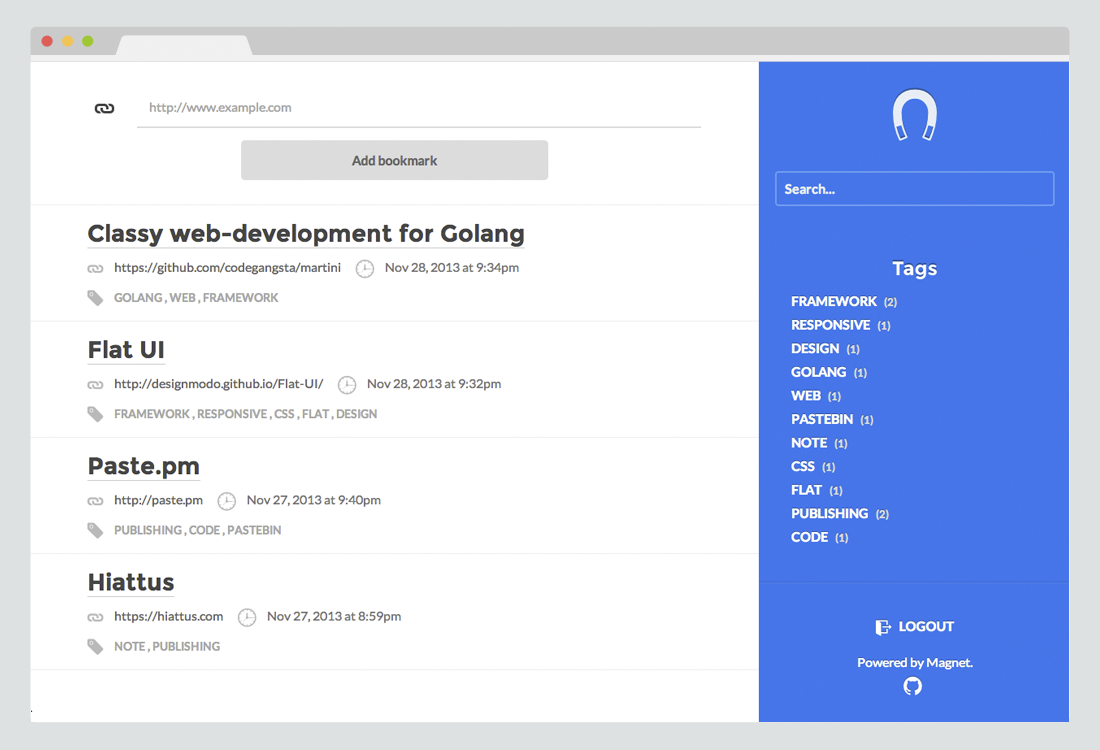 http://www.example.com
Add bookmark
Classy web-development for Golang
https://github.com/codegangsta/martini Nov 28, 2013 at 9:34pm
GOLANG , WEB , FRAMEWORK
Flat UI
http://designmodo.github.io/Flat-UI/ Nov 28, 2013 at 9:32pm
FRAMEWORK , RESPONSIVE , CSS , FLAT , DESIGN
Paste.pm
http://paste.pm Nov 27, 2013 at 9:40pm
PUBLISHING , CODE , PASTEBIN
Hiattus
https://hiattus.com Nov 27, 2013 at 8:59pm
NOTE , PUBLISHING
.
Search...
Tags
FRAMEWORK (2)
RESPONSIVE (1)
DESIGN (1)
GOLANG (1)
WEB (1)
PASTEBIN (1)
NOTE (1)
CSS (1)
FLAT (1)
PUBLISHING (2)
CODE (1)
LOGOUT
Powered by Magnet.